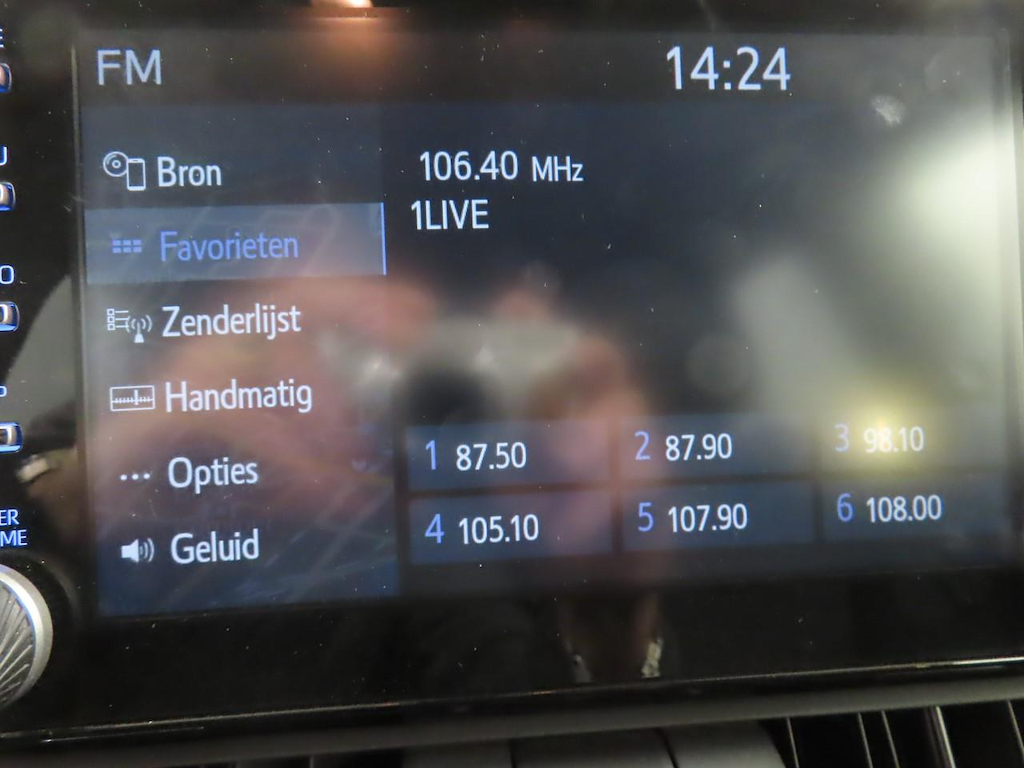 FM
14:24
Bron
106.40 MHz
1LIVE
Favorieten
Zenderlijst
Handmatig
Opties
Geluid
1 87.50
2 87.90
3 98.10
4 105.10
5 107.90
6 108.00